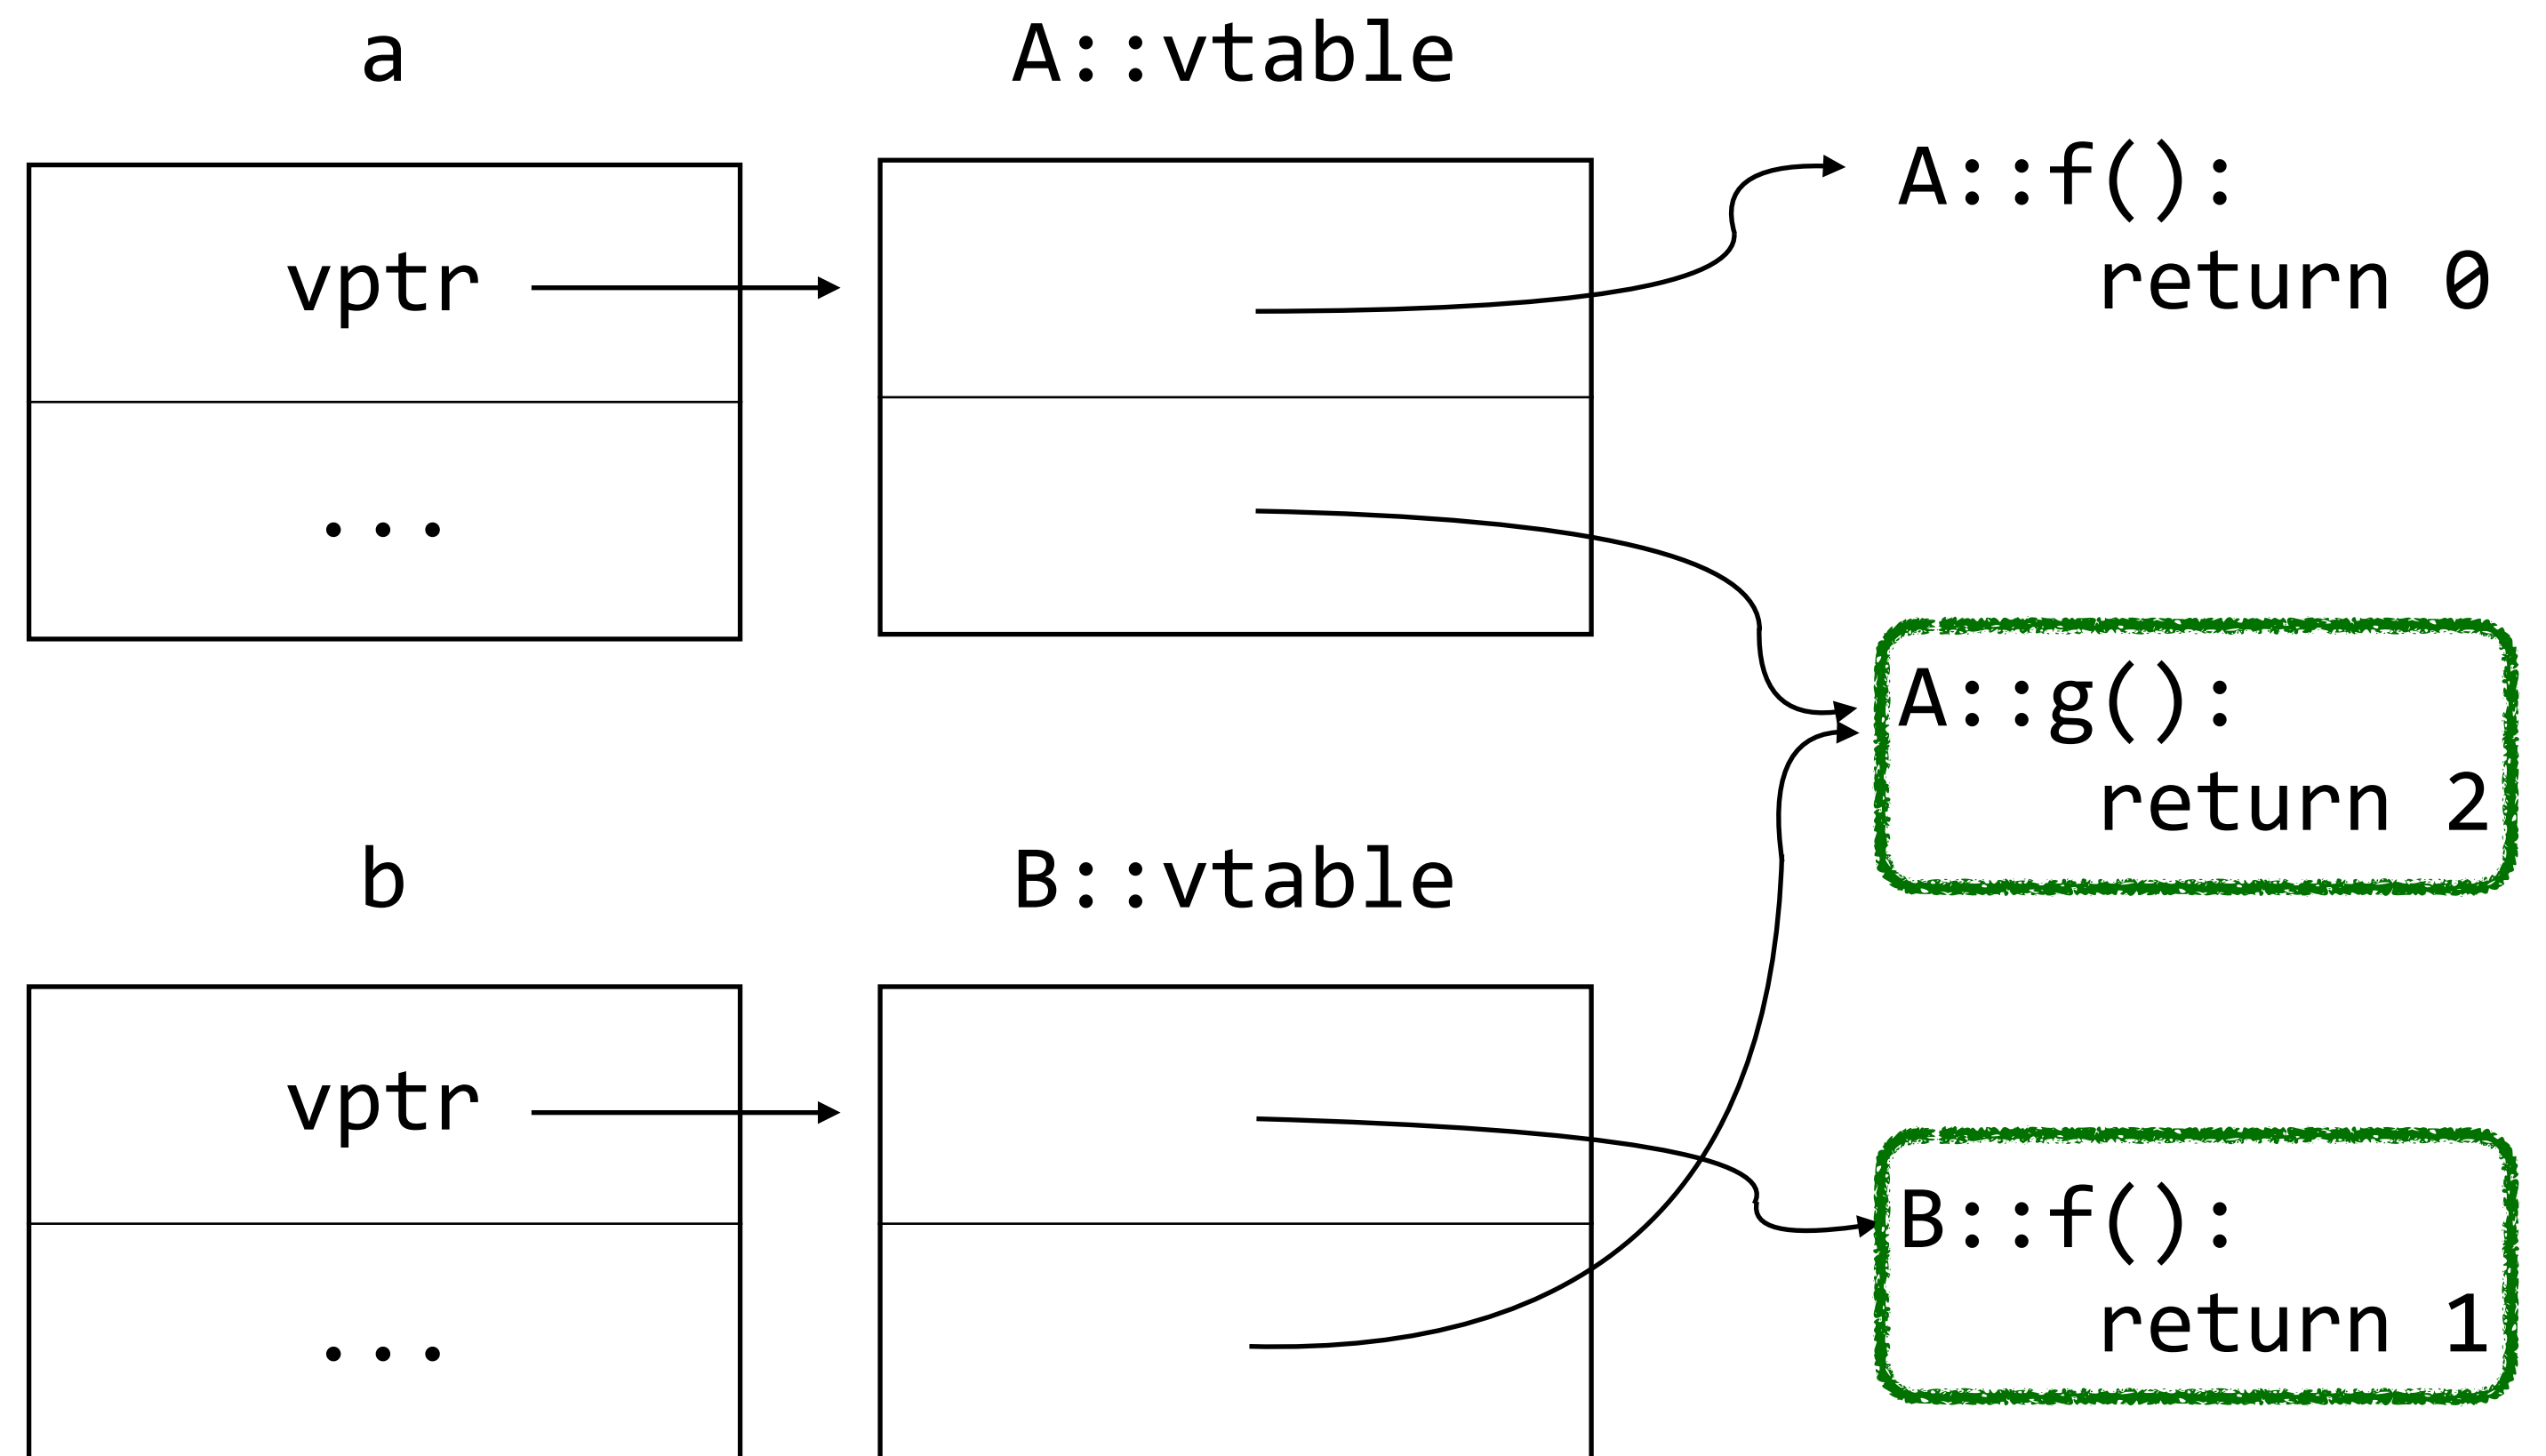 a
A::vtable
vptr
...
A::f():
return 0
A::g():
return 2
b
B::vtable
vptr
...
B::f():
return 1